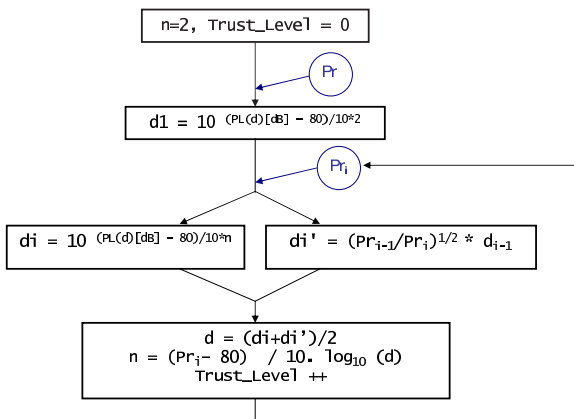 n=2, Trust_Level = 0
Pr
d1 = 10 (PL(d)[dB] - 80)/10*2
Pri
di = 10 (PL(d)[dB] - 80)/10*n
di' = (Pri-1/Pri)1/2 * di-1
d = (di+di’)/2
n = (Pri- 80) / 10. log10 (d)
Trust_Level ++